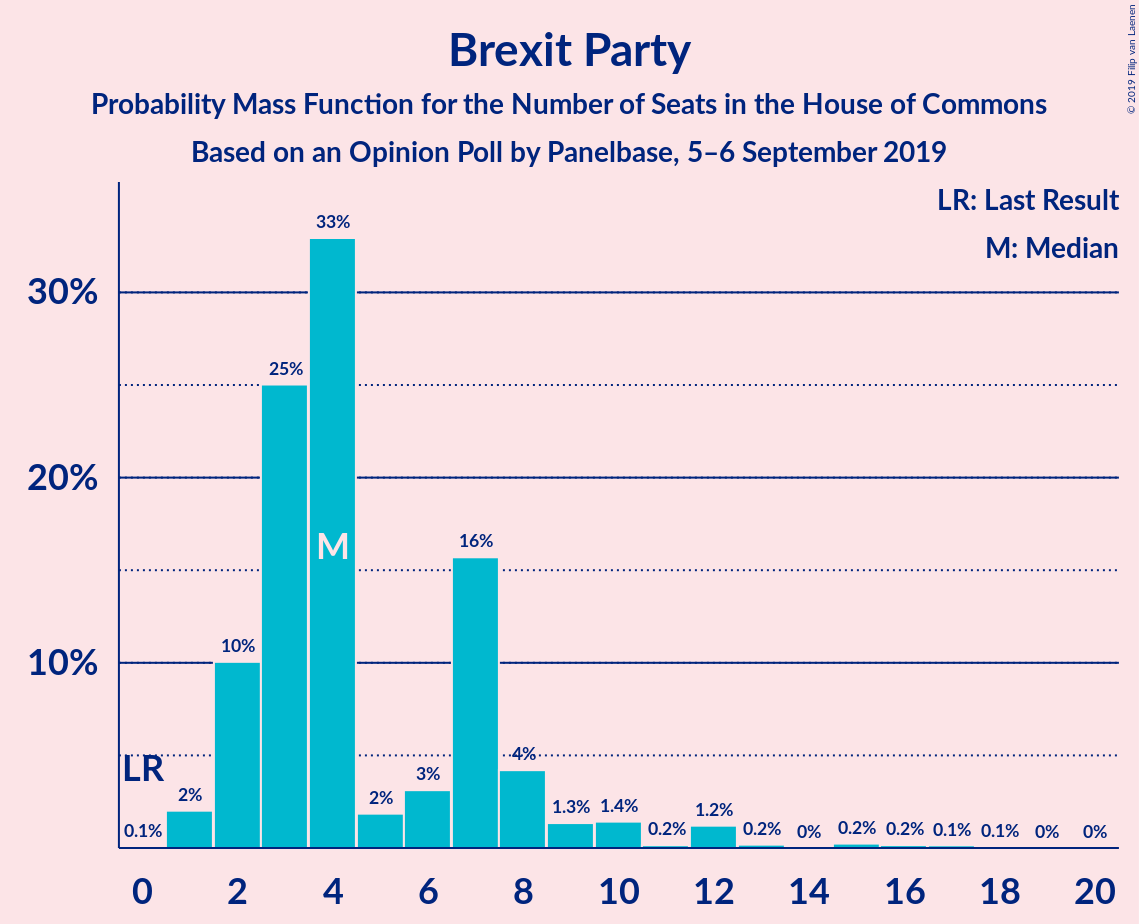 Brexit Party
Probability Mass Function for the Number of Seats in the House of Commons
Based on an Opinion Poll by Panelbase, 5–6 September 2019
© 2019 Filip van Laenen
LR: Last Result
M: Median
30%
20%
10%
33%
25%
16%
10%
4%
3%
2%
2%
1.3%
1.4%
1.2%
0.1%
0.2%
0.2%
0%
0.2%
0.2%
0.1%
0.1%
0%
0%
M
LR
0 2 4 6 8 10 12 14 16 18 20